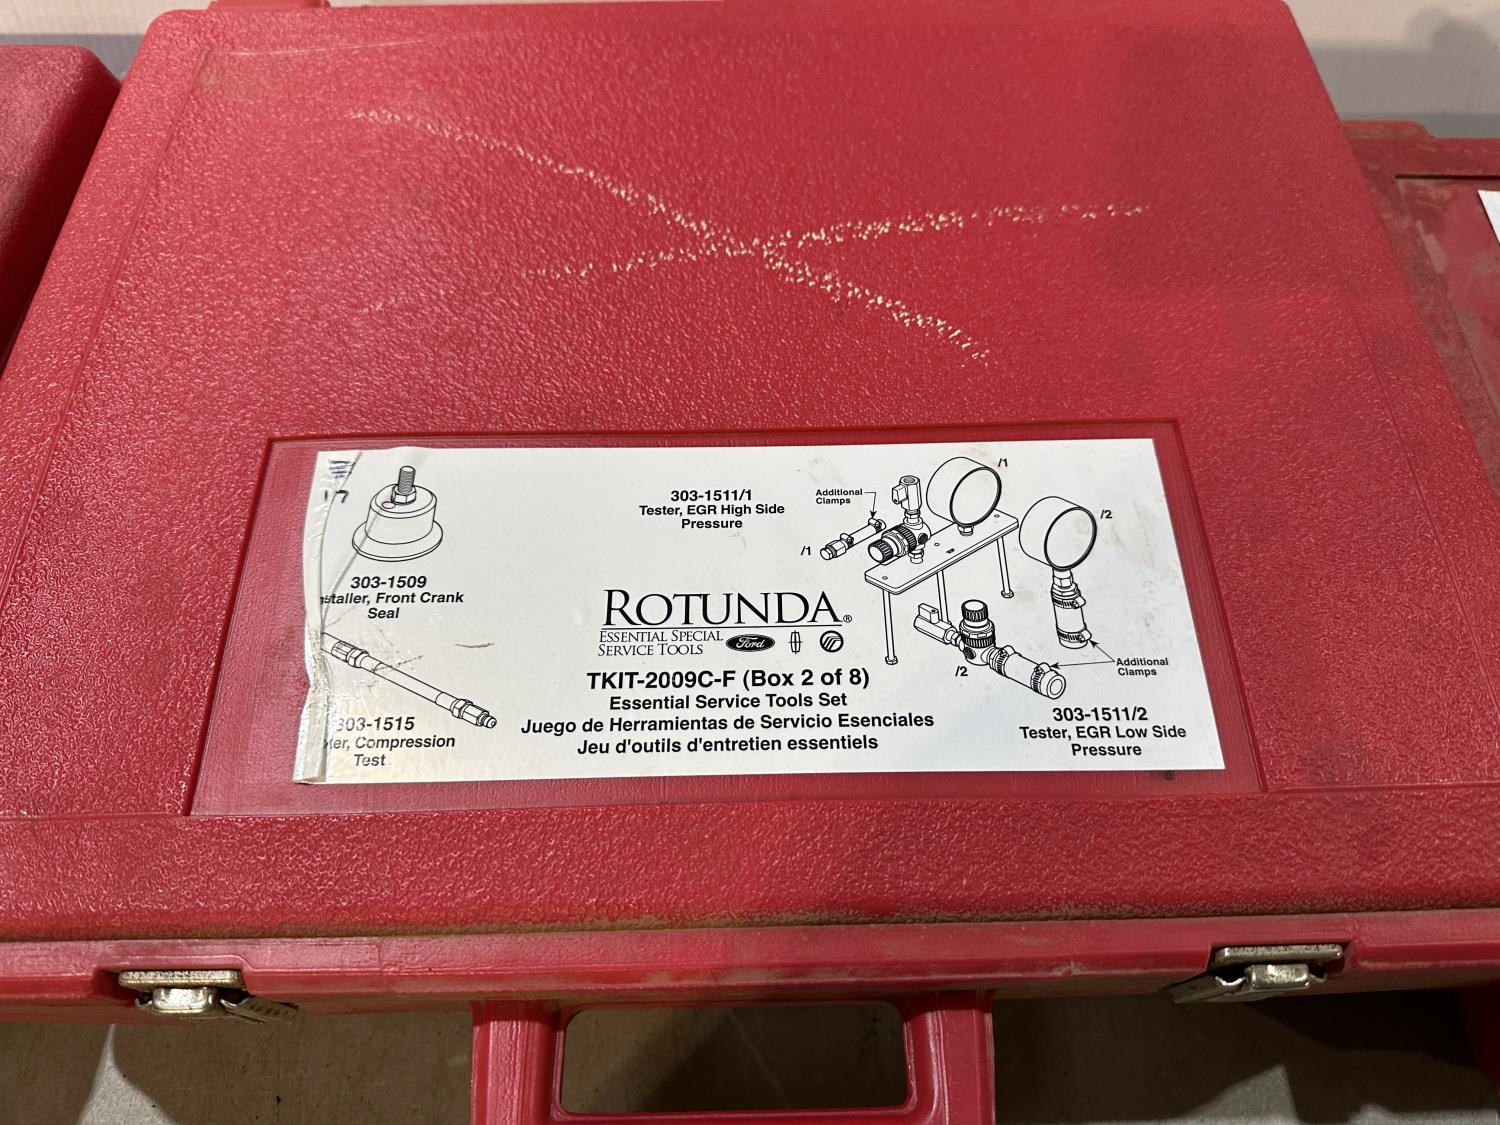 17
303-1509
staller, Front Crank
Seal
303-1515
ter, Compression
Test
303-1511/1
Tester, EGR High Side
Pressure
ROTUNDA®
ESSENTIAL SPECIAL
SERVICE TOOLS
Ford
TKIT-2009C-F (Box 2 of 8)
Essential Service Tools Set
Juego de Herramientas de Servicio Esenciales
Jeu d'outils d'entretien essentiels
Additional
Clamps
/1
/1
/2
/2
Additional
Clamps
303-1511/2
Tester, EGR Low Side
Pressure